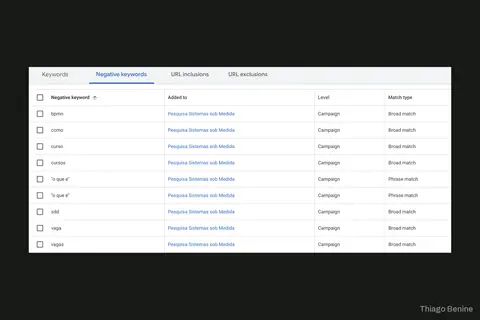 Keywords Negative keywords URL inclusions URL exclusions
Negative keyword ↑ Added to Level Match type
bpmn Pesquisa Sistemas sob Medida Campaign Broad match
como Pesquisa Sistemas sob Medida Campaign Broad match
curso Pesquisa Sistemas sob Medida Campaign Broad match
cursos Pesquisa Sistemas sob Medida Campaign Broad match
"o que é" Pesquisa Sistemas sob Medida Campaign Phrase match
"o que e" Pesquisa Sistemas sob Medida Campaign Phrase match
Pesquisa Sistemas sob Medida Campaign Broad match
vaga Pesquisa Sistemas sob Medida Campaign Broad match
vagas Pesquisa Sistemas sob Medida Campaign Broad match
Thiago Benine